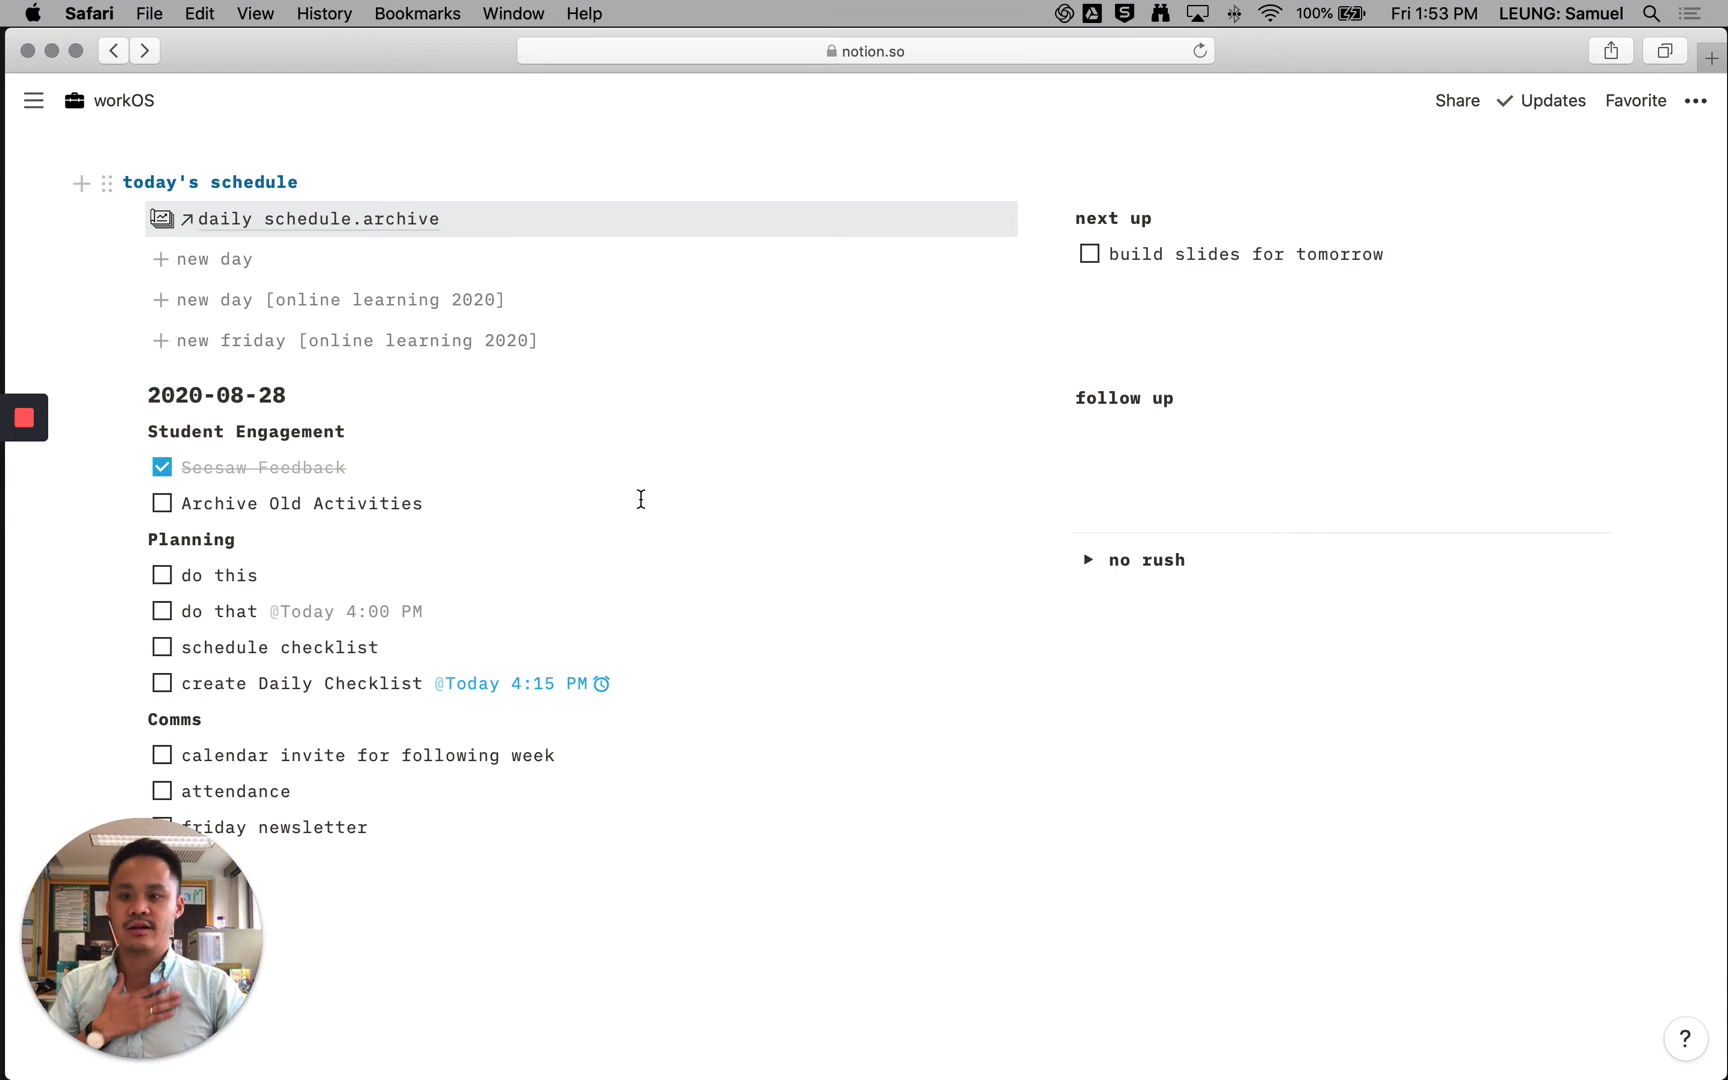 Safari File Edit View History Bookmarks Window Help 100% Fri 1:53 PM LEUNG: Samuel
notion.so
workOS
Share Updates Favorite
today's schedule
daily schedule.archive
new day
new day [online learning 2020]
new friday [online learning 2020]
2020-08-28
Student Engagement
Seesaw Feedback
Archive Old Activities
Planning
do this
do that @Today 4:00 PM
schedule checklist
create Daily Checklist @Today 4:15 PM
Comms
calendar invite for following week
attendance
friday newsletter
next up
build slides for tomorrow
follow up
no rush
?